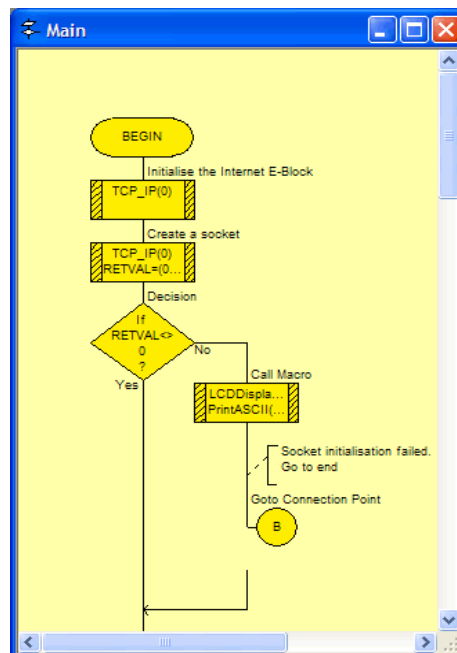 Main
BEGIN
Initialise the Internet E-Block
TCP_IP(0)
Create a socket
TCP_IP(0)
RETVAL=(0...
Decision
If
RETVAL<>
0
?
No
Yes
Call Macro
LCDDispla...
PrintASCII(...
Socket initialisation failed.
Go to end
Goto Connection Point
B